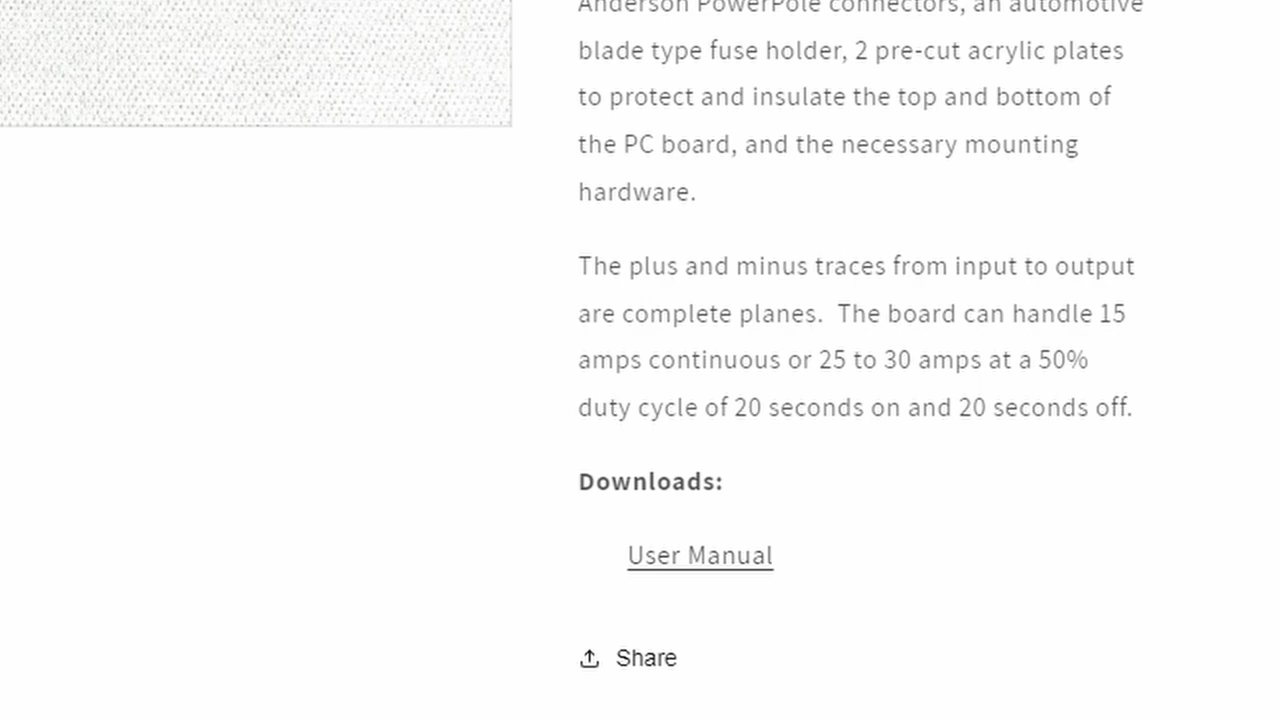 Anderson PowerPole connectors, an automotive
blade type fuse holder, 2 pre-cut acrylic plates
to protect and insulate the top and bottom of
the PC board, and the necessary mounting
hardware.
The plus and minus traces from input to output
are complete planes.  The board can handle 15
amps continuous or 25 to 30 amps at a 50%
duty cycle of 20 seconds on and 20 seconds off.
Downloads:
User Manual
Share